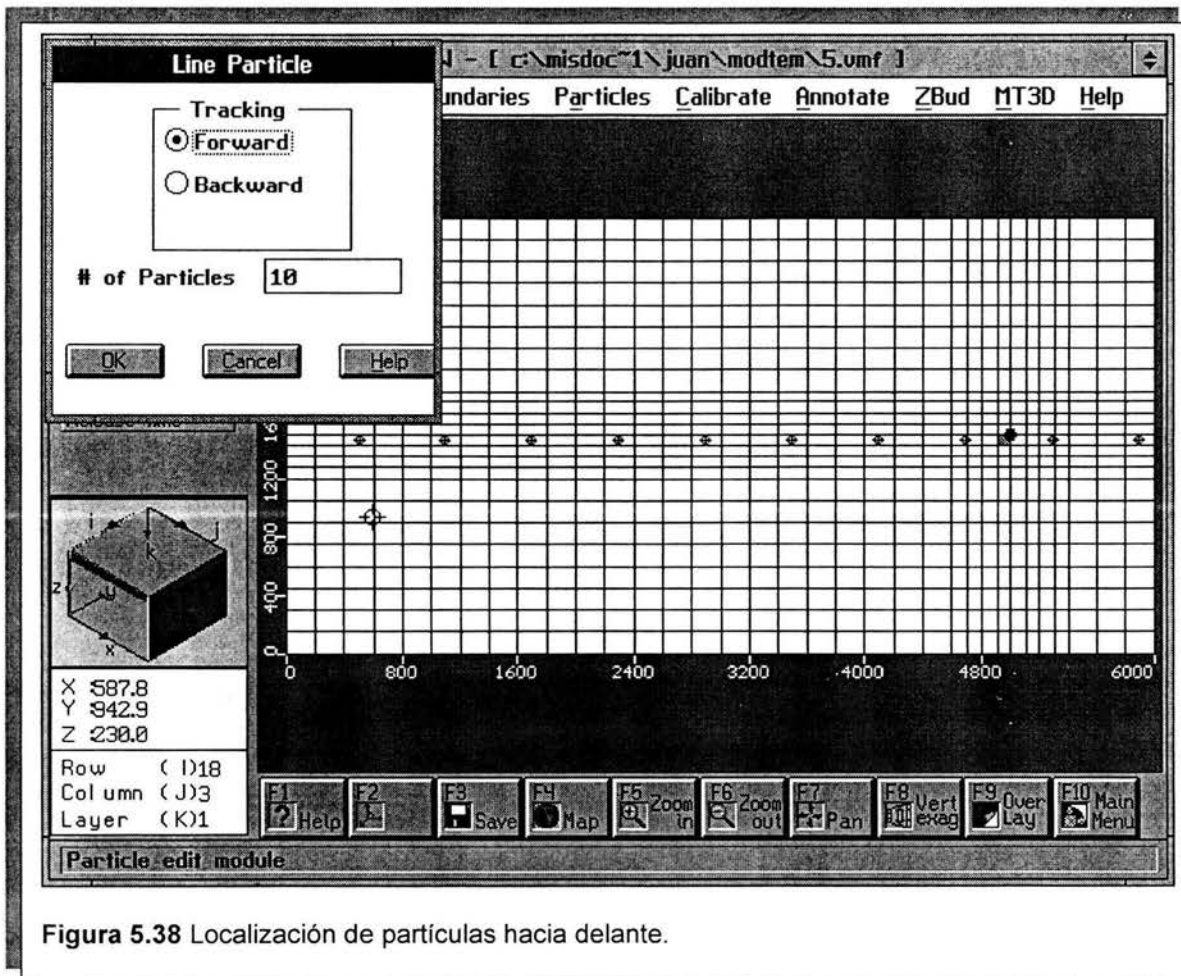 Line Particle
- [ c:\misdoc~1\juan\modtem\5.vmf ]
undaries Particles Calibrate Annotate ZBud MT3D Help
Tracking
Forward
Backward
# of Particles 10
OK Cancel Help
1200
800
400
0
0 800 1600 2400 3200 4000 4800 6000
i j k
z y x
X :587.8
Y :942.9
Z :230.0
Row ( I)18
Column (J)3
Layer (K)1
F1 ? Help
F2
F3 Save
F4 Map
F5 Zoom in
F6 Zoom out
F7 Pan
F8 Vert exag
F9 Over Lay
F10 Main Menu
Particle edit module
Figura 5.38 Localización de partículas hacia delante.